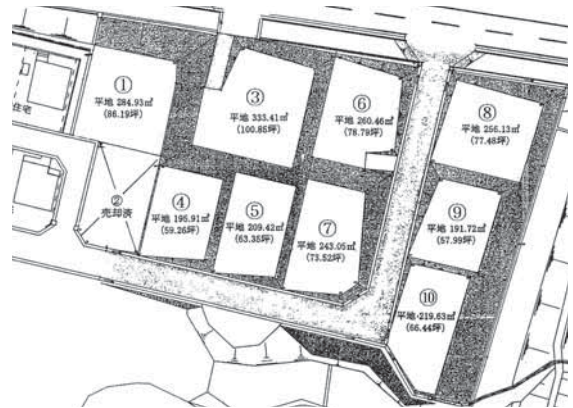 ①
平地 284.93㎡
(86.19坪)
③
平地 333.41㎡
(100.85坪)
⑥
平地 260.46㎡
(78.79坪)
⑧
平地 256.13㎡
(77.48坪)
住宅
②
売却済
④
平地 195.91㎡
(59.26坪)
⑤
平地 209.42㎡
(63.35坪)
⑦
平地 243.05㎡
(73.52坪)
⑨
平地 191.72㎡
(57.99坪)
⑩
平地 219.63㎡
(66.44坪)